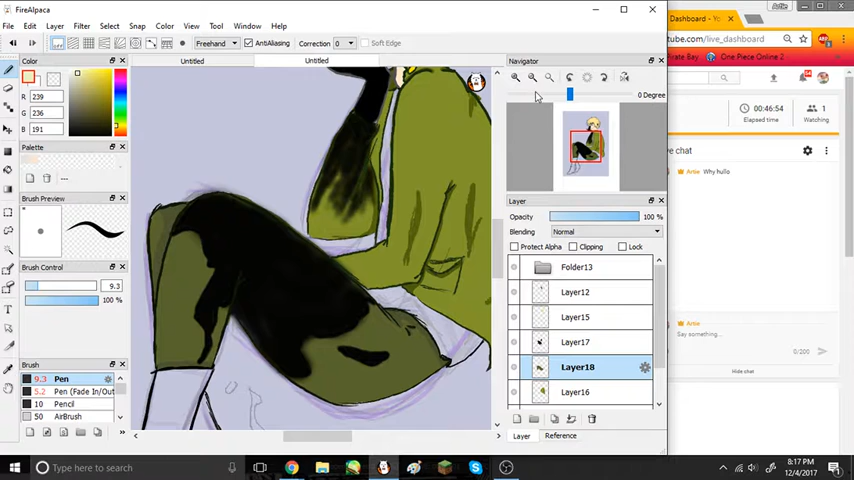 FireAlpaca
File Edit Layer Filter Select Snap Color View Tool Window Help
Freehand AntiAliasing Correction 0 Soft Edge
Color
R 239
G 236
B 191
Palette
---
Brush Preview
Brush Control
9.3
100 %
Brush
9.3 Pen
5.2 Pen (Fade In/Out
10 Pencil
50 AirBrush
Untitled Untitled
Navigator
0 Degree
Layer
Opacity 100 %
Blending Normal
Protect Alpha Clipping Lock
Folder13
Layer12
Layer15
Layer17
Layer18
Layer16
Layer Reference
Artie
Dashboard - Yo
tube.com/live_dashboard
One Piece Online 2
00:46:54 1
Elapsed time Watching
ve chat
Artie Why hullo
Artie
Say something...
0/200
Hide chat
Type here to search
8:17 PM
12/4/2017